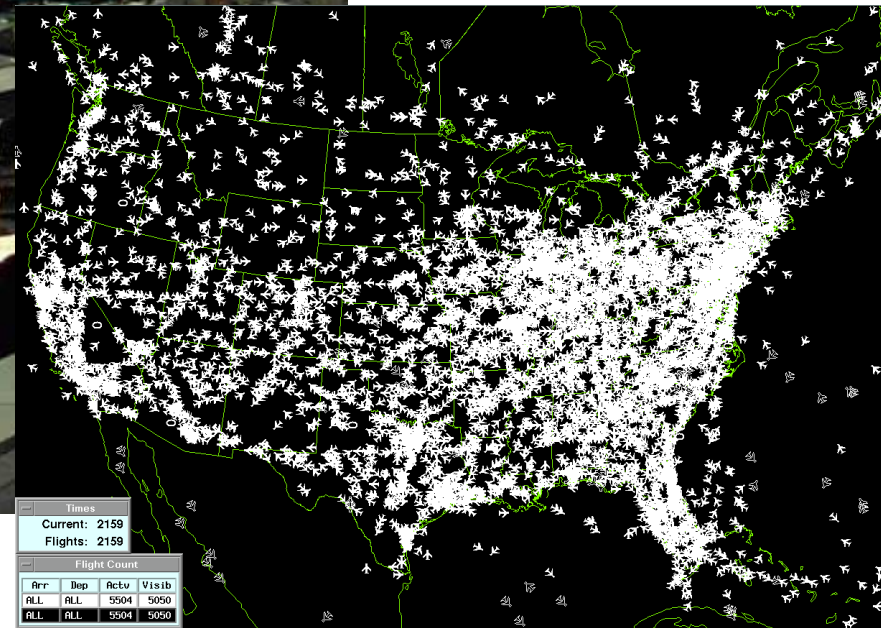 Times
Current: 2159
Flights: 2159
Flight Count
Arr Dep Actv Visib
ALL ALL 5504 5050
ALL ALL 5504 5050